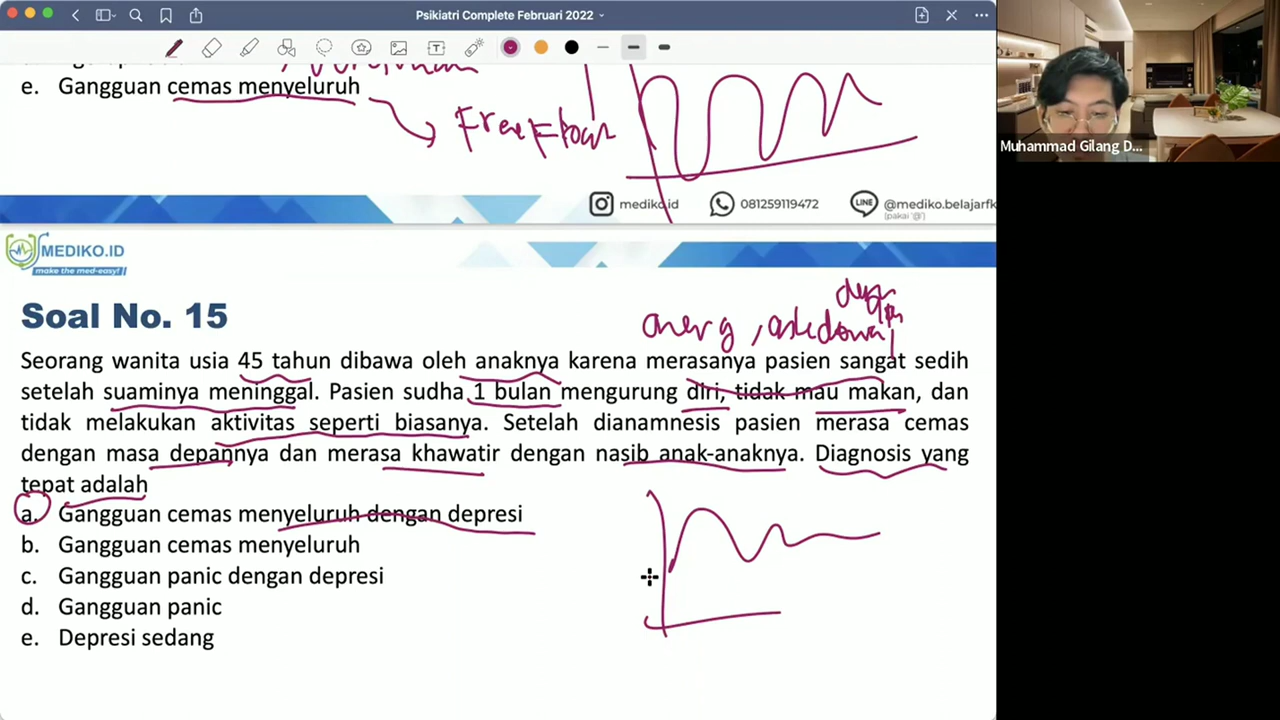 Psikiatri Complete Februari 2022
e. Gangguan cemas menyeluruh
mediko.id
081259119472
LINE
@mediko.belajarfk
(pakai '@')
MEDIKO.ID
make the med-easy!
Soal No. 15
Seorang wanita usia 45 tahun dibawa oleh anaknya karena merasanya pasien sangat sedih
setelah suaminya meninggal. Pasien sudha 1 bulan mengurung diri, tidak mau makan, dan
tidak melakukan aktivitas seperti biasanya. Setelah dianamnesis pasien merasa cemas
dengan masa depannya dan merasa khawatir dengan nasib anak-anaknya. Diagnosis yang
tepat adalah
a. Gangguan cemas menyeluruh dengan depresi
b. Gangguan cemas menyeluruh
c. Gangguan panic dengan depresi
d. Gangguan panic
e. Depresi sedang
Muhammad Gilang D...